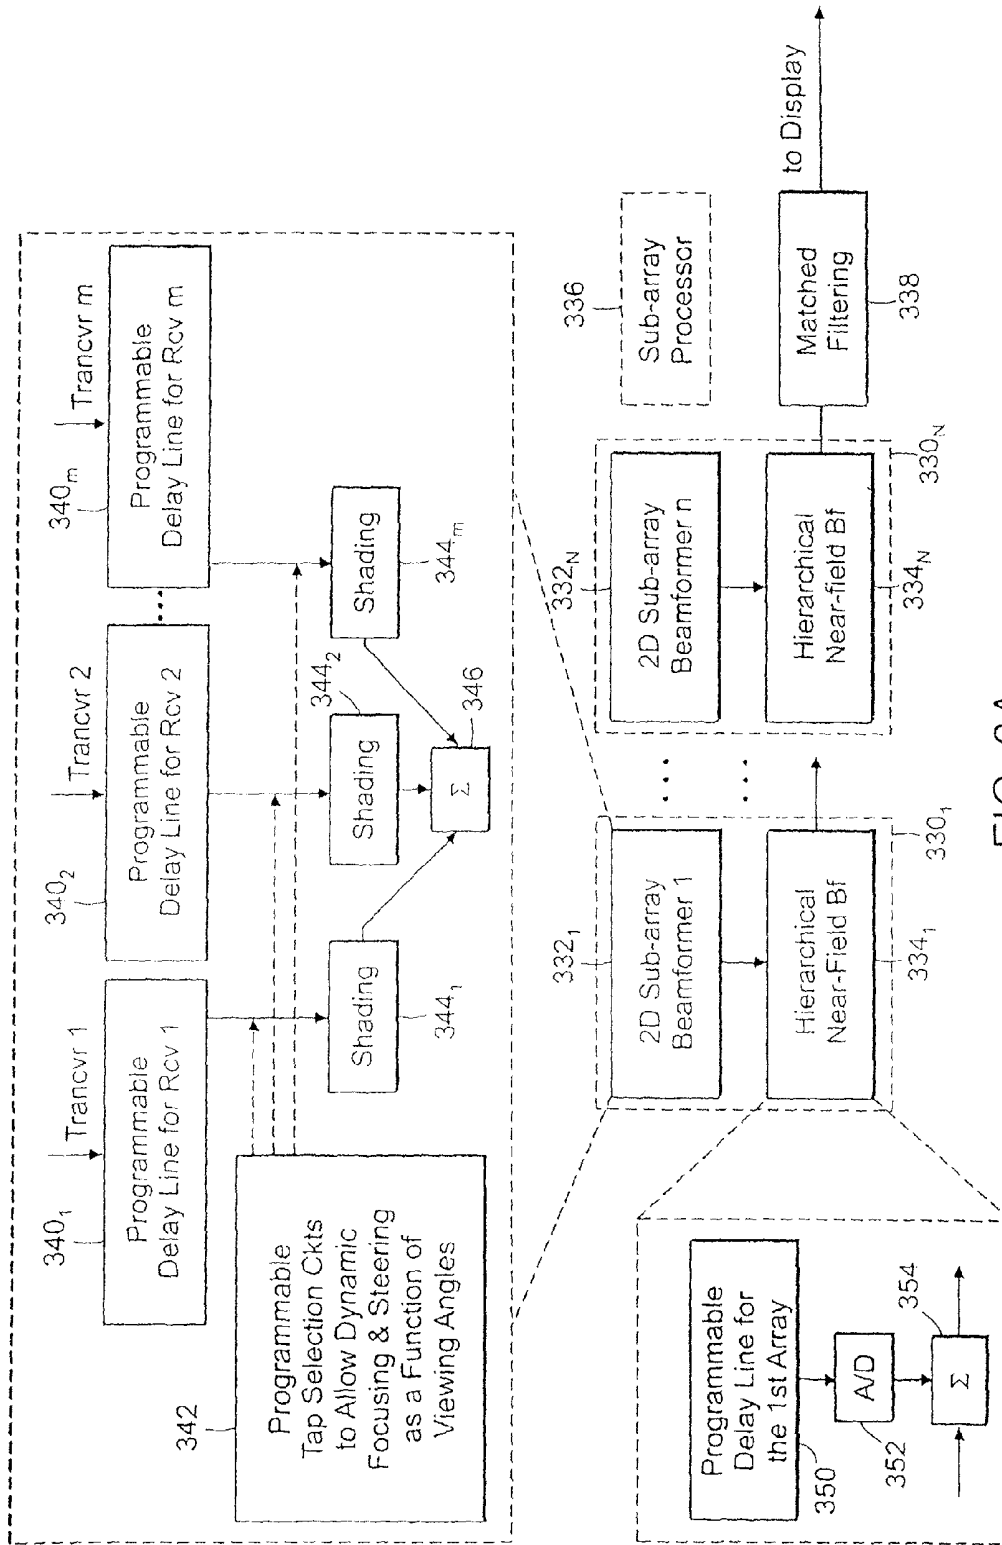 Trancvr 1
Trancvr 2
Trancvr m
340₁
340₂
340ₘ
Programmable
Delay Line for Rcv 1
Programmable
Delay Line for Rcv 2
Programmable
Delay Line for Rcv m
...
342
Programmable
Tap Selection Ckts
to Allow Dynamic
Focusing & Steering
as a Function of
Viewing Angles
Shading
344₁
Shading
344₂
Shading
344ₘ
Σ
346
332₁
2D Sub-array
Beamformer 1
Hierarchical
Near-Field Bf
334₁
330₁
...
...
332_N
2D Sub-array
Beamformer n
Hierarchical
Near-field Bf
334_N
330_N
336
Sub-array
Processor
Matched
Filtering
338
to Display
Programmable
Delay Line for
the 1st Array
350
A/D
352
Σ
354
FIG.